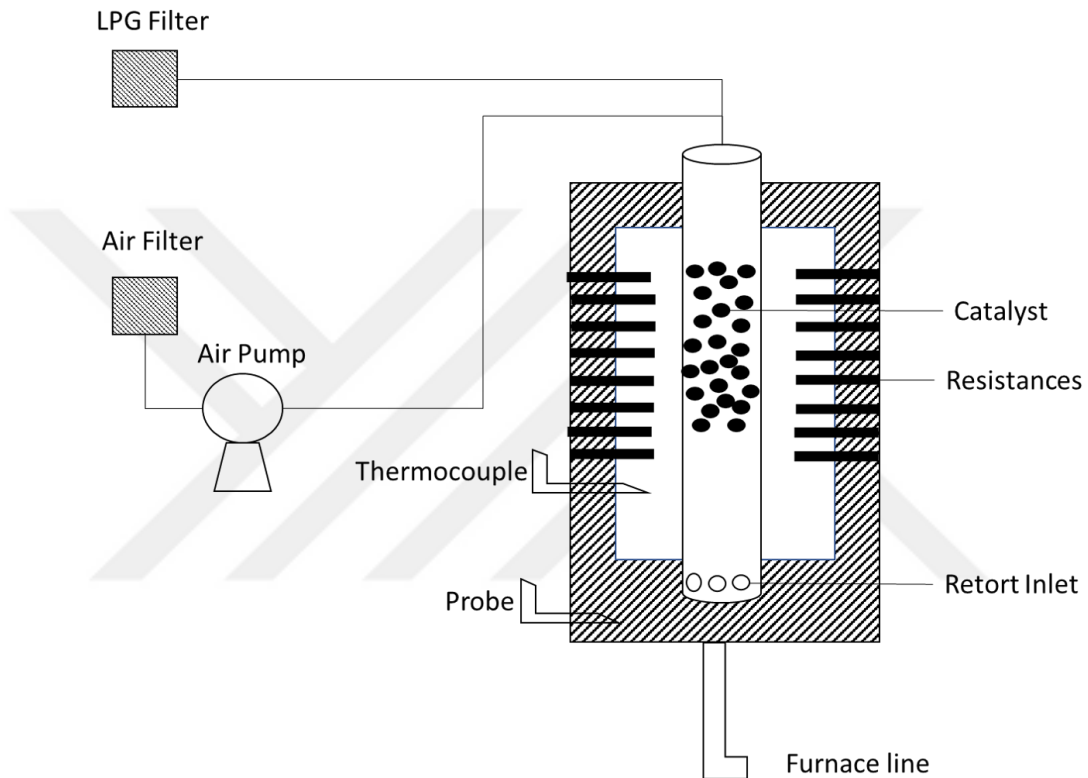 LPG Filter
Air Filter
Air Pump
Catalyst
Resistances
Thermocouple
Retort Inlet
Probe
Furnace line